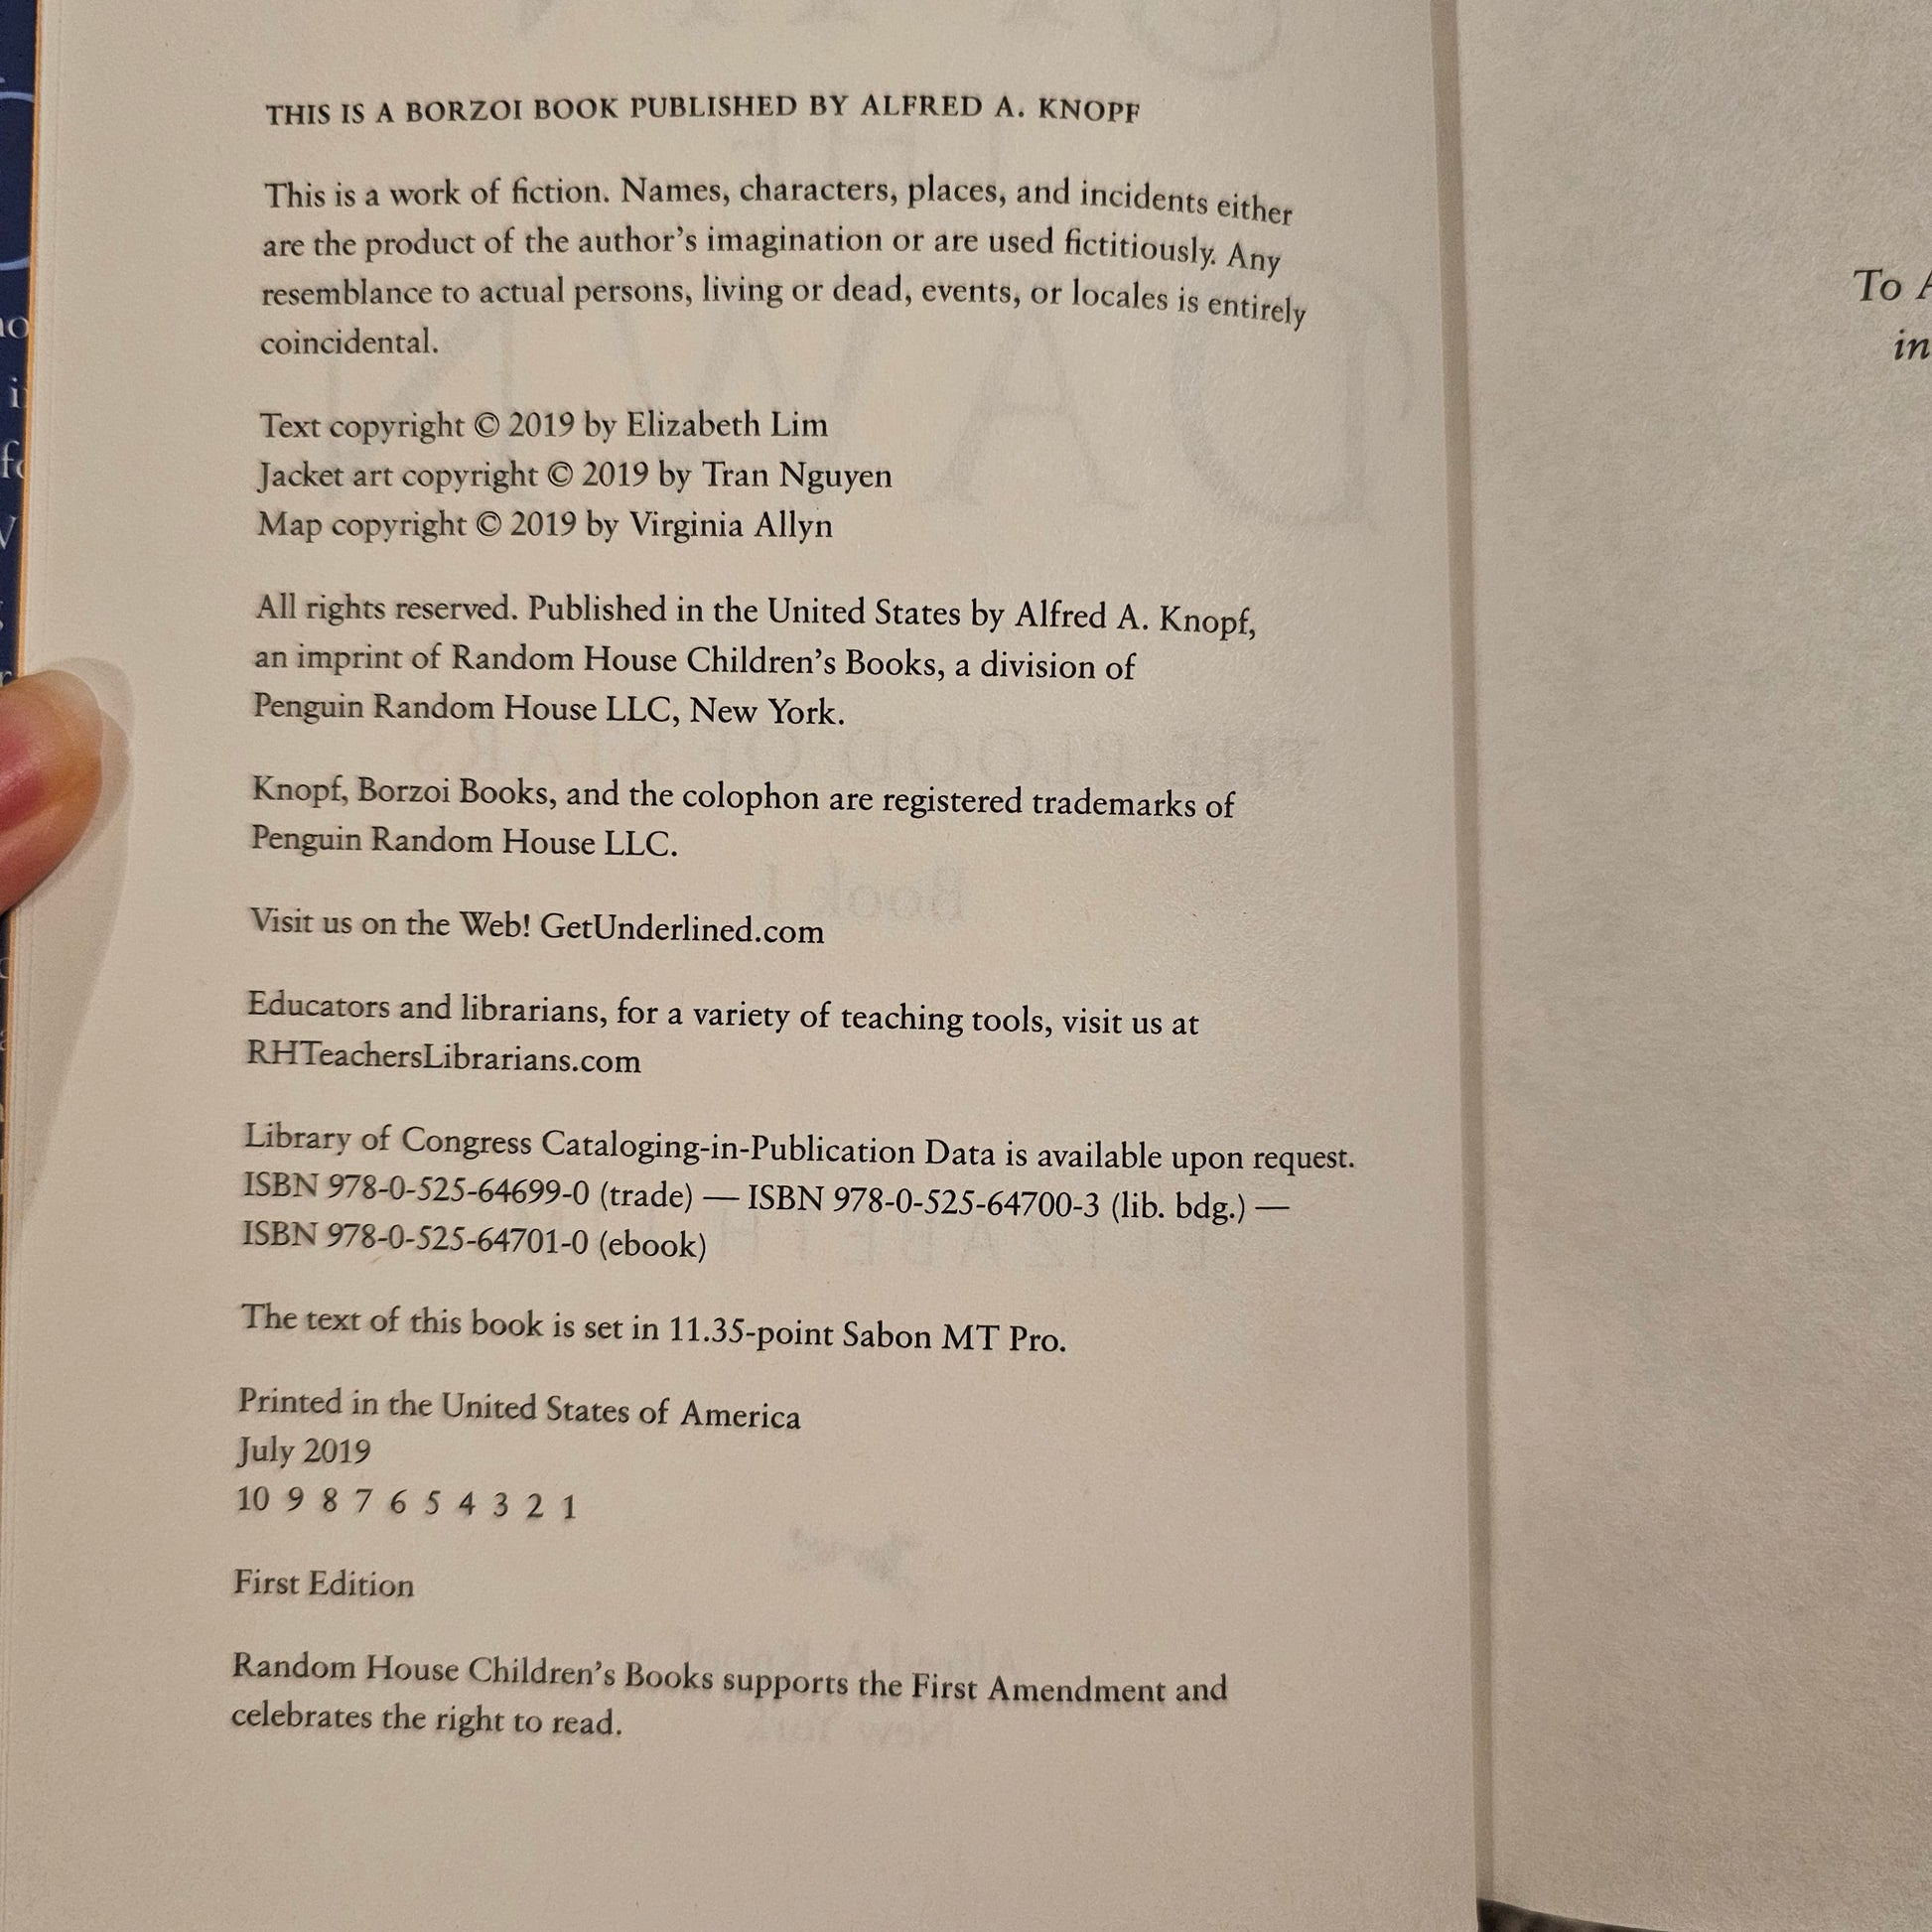 THIS IS A BORZOI BOOK PUBLISHED BY ALFRED A. KNOPF
This is a work of fiction. Names, characters, places, and incidents either
are the product of the author's imagination or are used fictitiously. Any
resemblance to actual persons, living or dead, events, or locales is entirely
coincidental.
Text copyright © 2019 by Elizabeth Lim
Jacket art copyright © 2019 by Tran Nguyen
Map copyright © 2019 by Virginia Allyn
All rights reserved. Published in the United States by Alfred A. Knopf,
an imprint of Random House Children's Books, a division of
Penguin Random House LLC, New York.
Knopf, Borzoi Books, and the colophon are registered trademarks of
Penguin Random House LLC.
Visit us on the Web! GetUnderlined.com
Educators and librarians, for a variety of teaching tools, visit us at
RHTeachersLibrarians.com
Library of Congress Cataloging-in-Publication Data is available upon request.
ISBN 978-0-525-64699-0 (trade) — ISBN 978-0-525-64700-3 (lib. bdg.) —
ISBN 978-0-525-64701-0 (ebook)
The text of this book is set in 11.35-point Sabon MT Pro.
Printed in the United States of America
July 2019
10 9 8 7 6 5 4 3 2 1
First Edition
Random House Children's Books supports the First Amendment and
celebrates the right to read.
To
in